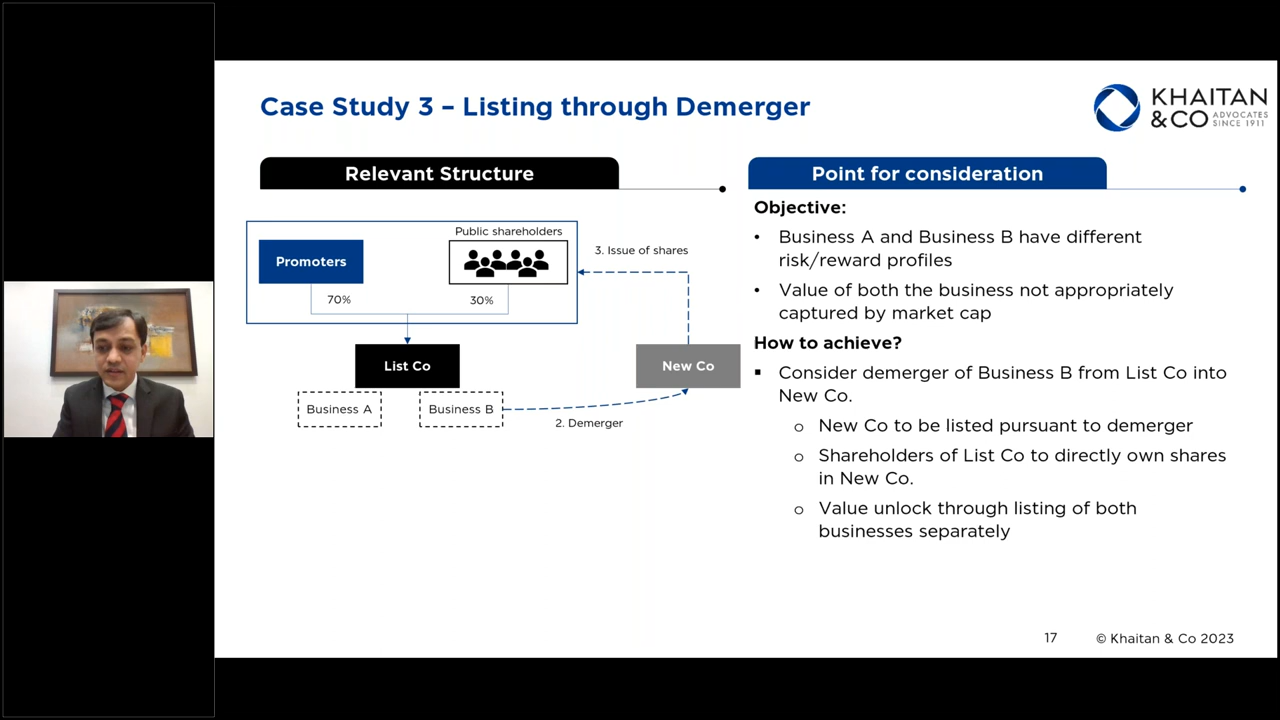 Case Study 3 – Listing through Demerger
KHAITAN
&CO ADVOCATES
SINCE 1911
Relevant Structure
Public shareholders
Promoters
70%
30%
3. Issue of shares
List Co
New Co
Business A
Business B
2. Demerger
Point for consideration
Objective:
• Business A and Business B have different
risk/reward profiles
• Value of both the business not appropriately
captured by market cap
How to achieve?
▪ Consider demerger of Business B from List Co into
New Co.
o New Co to be listed pursuant to demerger
o Shareholders of List Co to directly own shares
in New Co.
o Value unlock through listing of both
businesses separately
17
© Khaitan & Co 2023